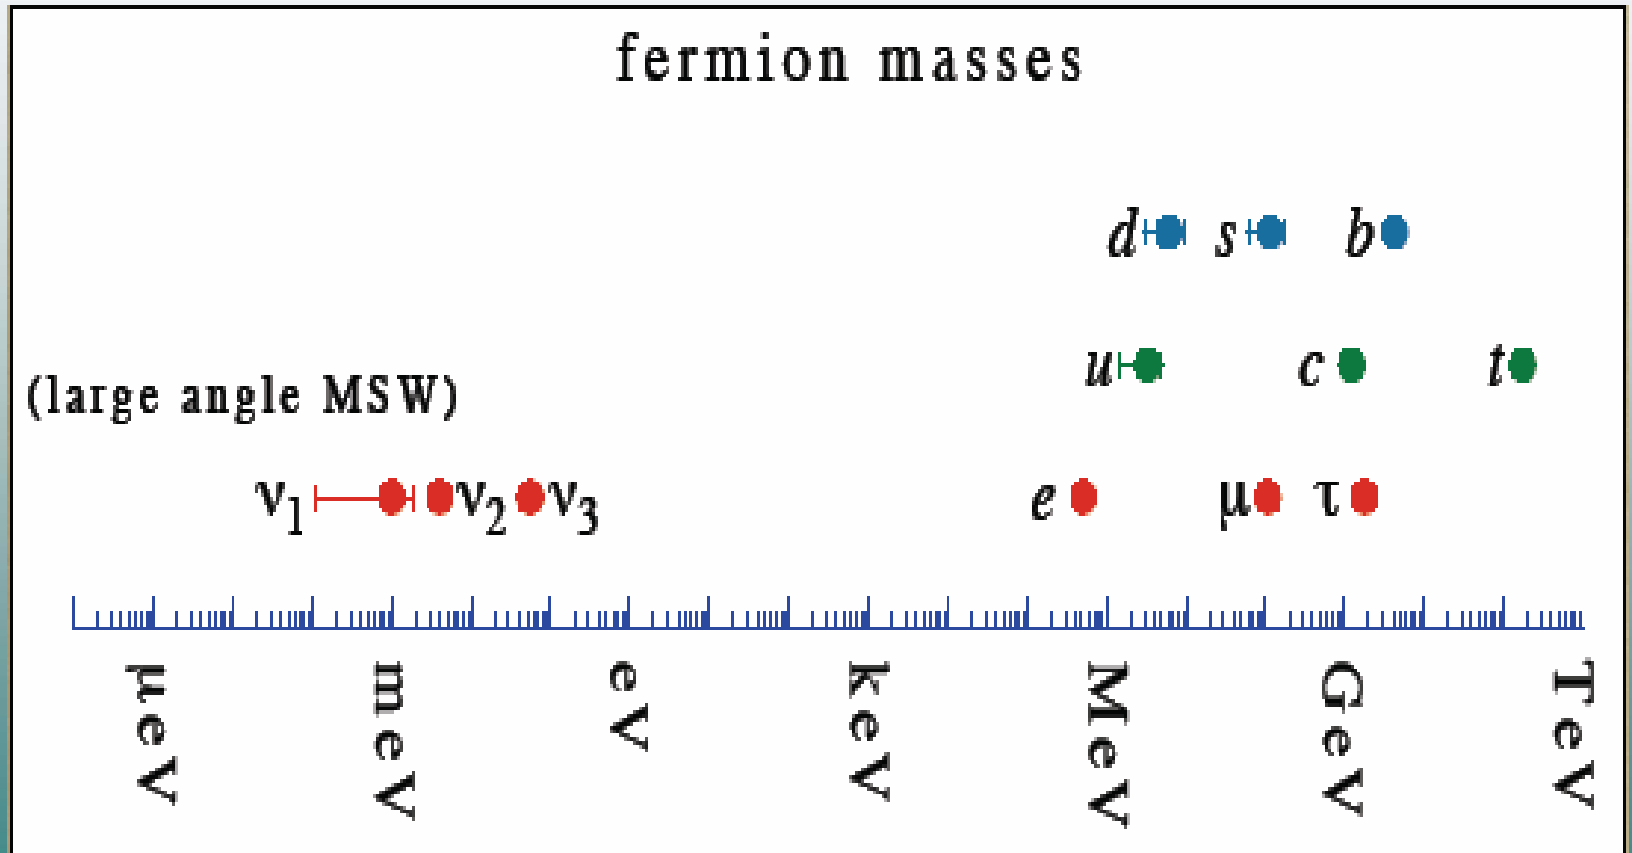 fermion masses
d s b
u c t
(large angle MSW)
ν1 ν2 ν3 e μ τ
μeV meV eV keV MeV GeV TeV